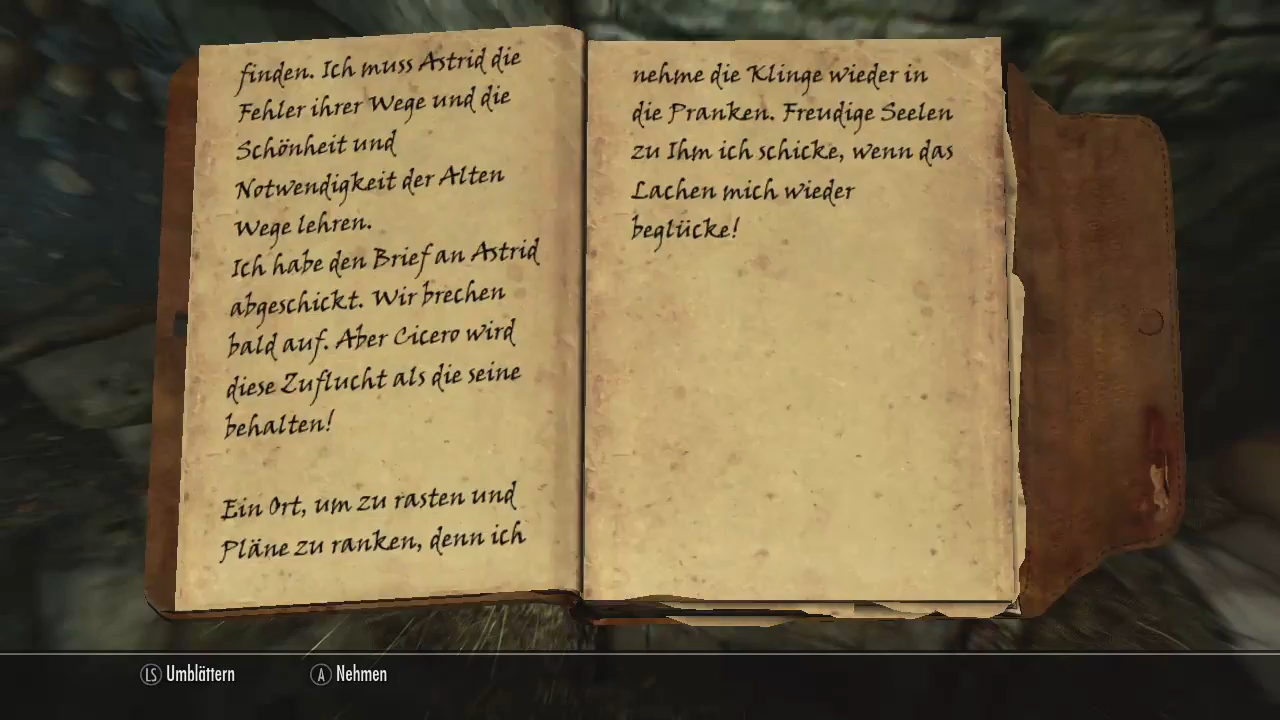 finden. Ich muss Astrid die
Fehler ihrer Wege und die
Schönheit und
Notwendigkeit der Alten
Wege lehren.
Ich habe den Brief an Astrid
abgeschickt. Wir brechen
bald auf. Aber Cicero wird
diese Zuflucht als die seine
behalten!
Ein Ort, um zu rasten und
Pläne zu ranken, denn ich
nehme die Klinge wieder in
die Pranken. Freudige Seelen
zu Ihm ich schicke, wenn das
Lachen mich wieder
beglücke!
LS Umblättern
A Nehmen